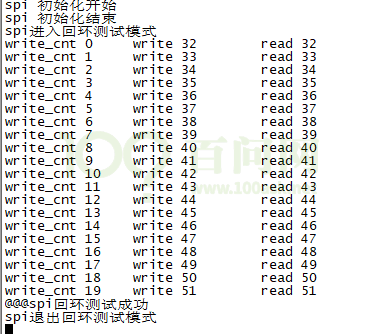 spi 初始化开始
spi 初始化结束
spi进入回环测试模式
write_cnt 0 write 32 read 32
write_cnt 1 write 33 read 33
write_cnt 2 write 34 read 34
write_cnt 3 write 35 read 35
write_cnt 4 write 36 read 36
write_cnt 5 write 37 read 37
write_cnt 6 write 38 read 38
write_cnt 7 write 39 read 39
write_cnt 8 write 40 read 40
write_cnt 9 write 41 read 41
write_cnt 10 write 42 read 42
write_cnt 11 write 43 read 43
write_cnt 12 write 44 read 44
write_cnt 13 write 45 read 45
write_cnt 14 write 46 read 46
write_cnt 15 write 47 read 47
write_cnt 16 write 48 read 48
write_cnt 17 write 49 read 49
write_cnt 18 write 50 read 50
write_cnt 19 write 51 read 51
@@@spi回环测试成功
spi退出回环测试模式